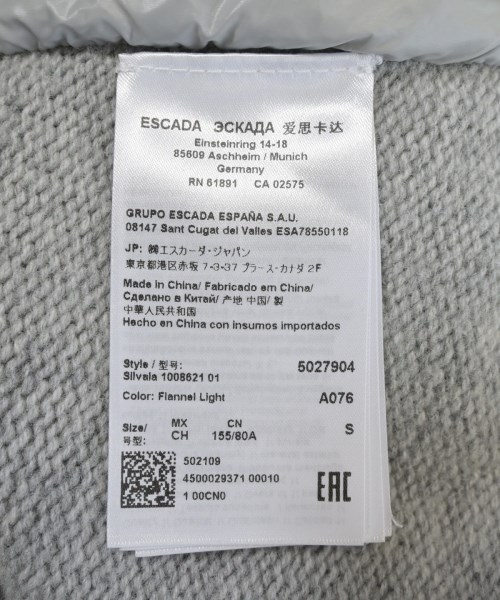 ESCADA ЭСКАДА 爱思卡达
Einsteinring 14-18
85609 Aschheim / Munich
Germany
RN 61891 CA 02575
GRUPO ESCADA ESPAÑA S.A.U.
08147 Sant Cugat del Valles ESA78550118
JP: ㈱エスカーダ・ジャパン
東京都港区赤坂 7-3-37 プラース・カナダ 2F
Made in China/ Fabricado em China/
Сделано в Китай/ 产地 中国/ 製
中華人民共和国
Hecho en China con insumos importados
Style / 型号: 5027904
Silvala 1008621 01
Color: Flannel Light A076
Size/ MX CN
号型: CH 155/80A S
502109
4500029371 00010
1 00CN0
EAC